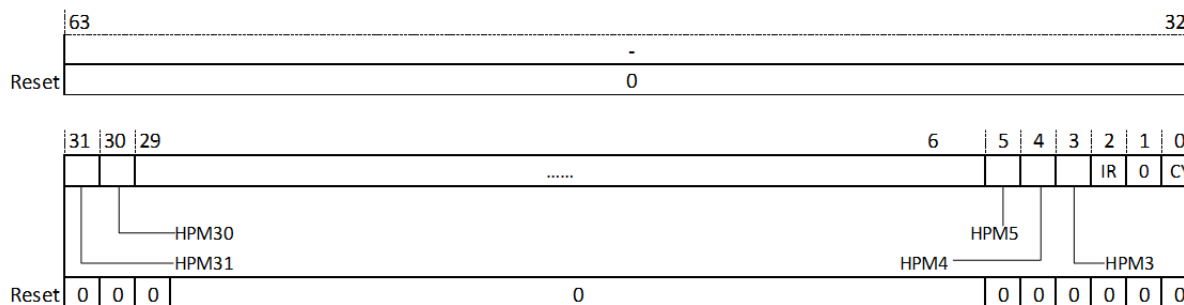 63 32
-
Reset 0
31 30 29 6 5 4 3 2 1 0
...... IR 0 CY
HPM30 HPM5
HPM31 HPM4 HPM3
Reset 0 0 0 0 0 0 0 0 0 0